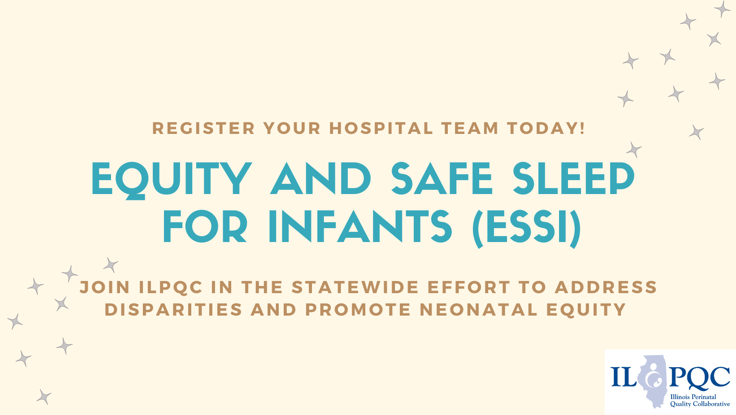 REGISTER YOUR HOSPITAL TEAM TODAY!
EQUITY AND SAFE SLEEP
FOR INFANTS (ESSI)
JOIN ILPQC IN THE STATEWIDE EFFORT TO ADDRESS
DISPARITIES AND PROMOTE NEONATAL EQUITY
IL PQC
Illinois Perinatal
Quality Collaborative